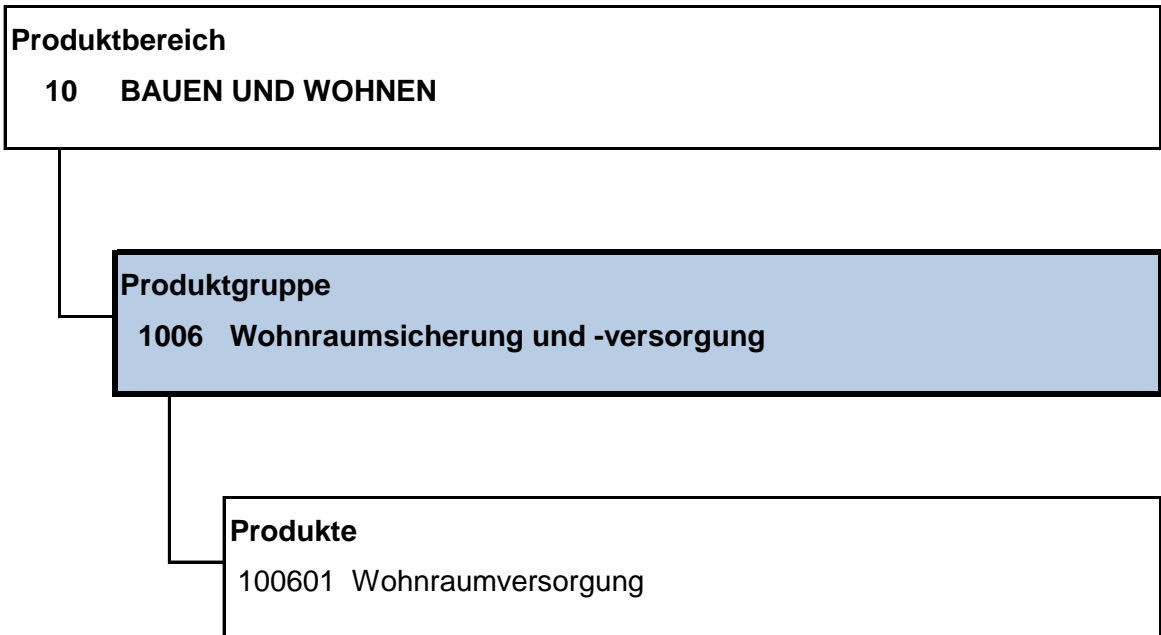 Produktbereich
10 BAUEN UND WOHNEN
Produktgruppe
1006 Wohnraumsicherung und -versorgung
Produkte
100601 Wohnraumversorgung